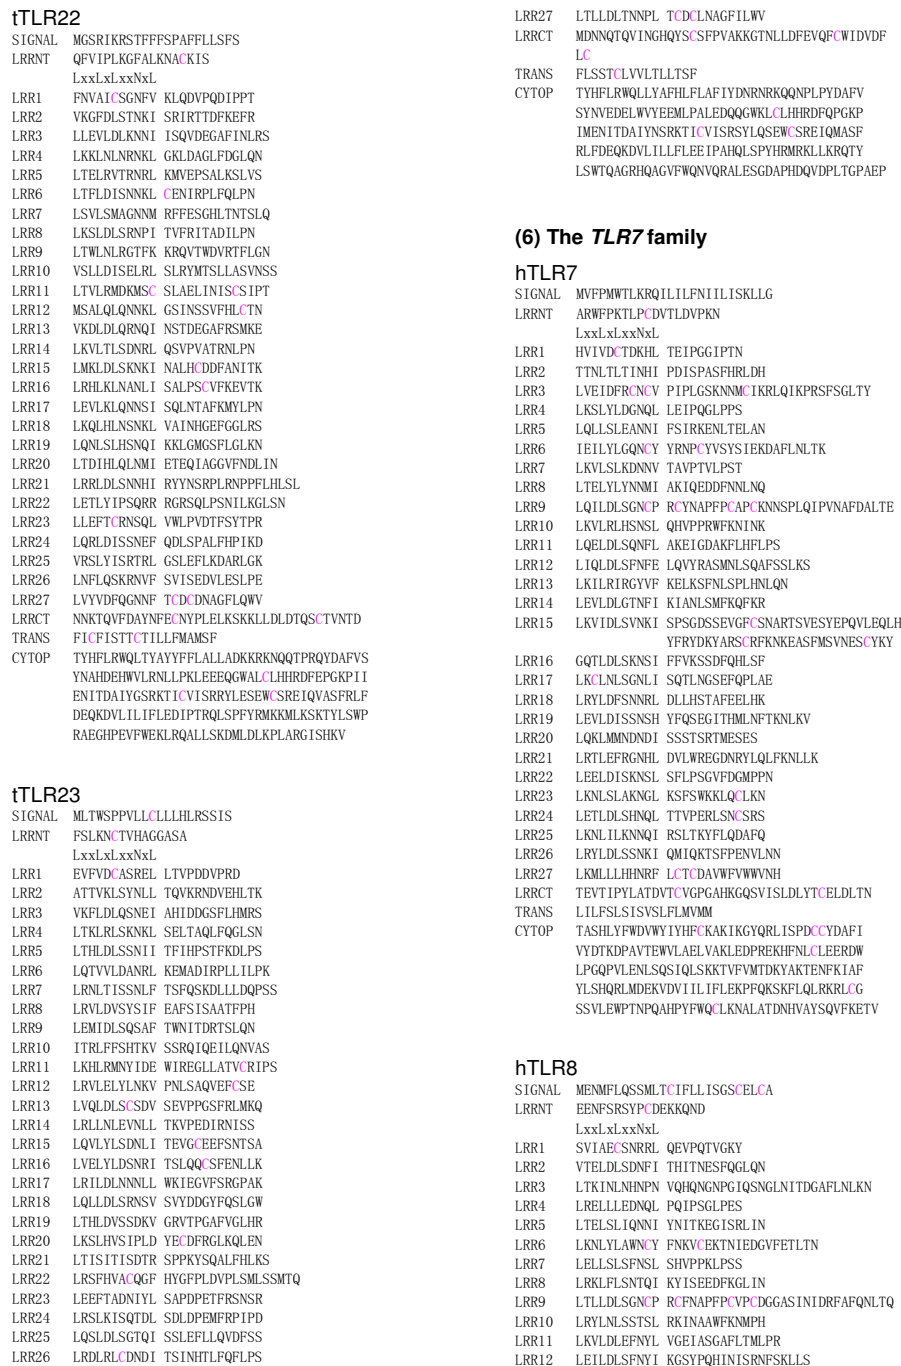 tTLR22
SIGNAL MGSRIKRSTFFFSPAFFLLSFS
LRRNT QFVIPLKGFALKNACKIS
LxxLxLxxNxL
LRR1 FNVAICSGNFV KLQDVPQDIPPT
LRR2 VKGFDLSTNKI SRIRTTDFKEFR
LRR3 LLEVLDLKNNI ISQVDEGAFINLRS
LRR4 LKKLNLNRNKL GKLDAGLFDGLQN
LRR5 LTELRVTRNRL KMVEPSALKSLVS
LRR6 LTFLDISNNKL CENIRPLFQLPN
LRR7 LSVLSMAGNNM RFFESGHLTNTSLQ
LRR8 LKSLDLSRNPI TVFRITADILPN
LRR9 LTWLNLRGTFK KRQVTWDVRTFLGN
LRR10 VSLLDISELRL SLRYMTSLLASVNSS
LRR11 LTVLRMDKMSC SLAELINISCSIPT
LRR12 MSALQLQNNKL GSINSSVFHLCTN
LRR13 VKDLDLQRNQI NSTDEGAFRSMKE
LRR14 LKVLTLSDNRL QSVPVATRNLPN
LRR15 LMKLDLSKNKI NALHCDDFANITK
LRR16 LRHLKLNANLI SALPSCVFKEVTK
LRR17 LEVLKLQNNSI SQLNTAFKMYLPN
LRR18 LKQLHLNSNKL VAINHGEFGGLRS
LRR19 LQNLSLHSNQI KKLGMGSFLGLKN
LRR20 LTDIHLQLNMI ETEQIAGGVFNDLIN
LRR21 LRRLDLSNNHI RYYNSRPLRNPPFLHLSL
LRR22 LETLYIPSQRR RGRSQLPSNILKGLSN
LRR23 LLEFTCRNSQL VWLPVDTFSYTPR
LRR24 LQRLDISSNEF QDLSPALFHPIKD
LRR25 VRSLYISRTRL GSLEFLKDARLGK
LRR26 LNFLQSKRNVF SVISEDVLESLPE
LRR27 LVYVDFQGNNF TCDCDNAGFLQWV
LRRCT NNKTQVFDAYNFECNYPLELKSKKLLDLDTQSCTVNTD
TRANS FICFISTTCTILLFMAMSF
CYTOP TYHFLRWQLTYAYYFFLALLADKKRKNQQTPRQYDAFVS
YNAHDEHWVLRNLLPKLEEEQGWALCLHHRDFEPGKPII
ENITDAIYGSRKTICVISRRYLESEWCSREIQVASFRLF
DEQKDVLILIFLEDIPTRQLSPFYRMKKMLKSKTYLSWP
RAEGHPEVFWEKLRQALLSKDMLDLKPLARGISHKV
tTLR23
SIGNAL MLTWSPPVLLCLLLHLRSSIS
LRRNT FSLKNCTVHAGGASA
LxxLxLxxNxL
LRR1 EVFVDCASREL LTVPDDVPRD
LRR2 ATTVKLSYNLL TQVKRNDVEHLTK
LRR3 VKFLDLQSNEI AHIDDGSFLHMRS
LRR4 LTKLRLSKNKL SELTAQLFQGLSN
LRR5 LTHLDLSSNII TFIHPSTFKDLPS
LRR6 LQTVVLDANRL KEMADIRPLLILPK
LRR7 LRNLTISSNLF TSFQSKDLLLDQPSS
LRR8 LRVLDVSYSIF EAFSISAATFPH
LRR9 LEMIDLSQSAF TWNITDRTSLQN
LRR10 ITRLFFSHTKV SSRQIQEILQNVAS
LRR11 LKHLRMNYIDE WIREGLLATVCRIPS
LRR12 LRVLELYLNKV PNLSAQVEFCSE
LRR13 LVQLDLSCSDV SEVPPGSFRLMKQ
LRR14 LRLLNLEVNLL TKVPEDIRNISS
LRR15 LQVLYLSDNLI TEVGCEEFSNTSA
LRR16 LVELYLDSNRI TSLQQCSFENLLK
LRR17 LRILDLNNNLL WKIEGVFSRGPAK
LRR18 LQLLDLSRNSV SVYDDGYFQSLGW
LRR19 LTHLDVSSDKV GRVTPGAFVGLHR
LRR20 LKSLHVSIPLD YECDFRGLKQLEN
LRR21 LTISITISDTR SPPKYSQALFHLKS
LRR22 LRSFHVACQGF HYGFPLDVPLSMLSSMTQ
LRR23 LEEFTADNIYL SAPDPETFRSNSR
LRR24 LRSLKISQTDL SDLDPEMFRPIPD
LRR25 LQSLDLSGTQI SSLEFLLQVDFSS
LRR26 LRDLRLCDNDI TSINHTLFQFLPS
LRR27 LTLLDLTNNPL TCDCLNAGFILWV
LRRCT MDNNQTQVINGHQYSCSFPVAKKGTNLLDFEVQFCWIDVDF
LC
TRANS FLSSTCLVVLTLLTSF
CYTOP TYHFLRWQLLYAFHLFLAFIYDNRNRKQQNPLPYDAFV
SYNVEDELWVYEEMLPALEDQQGWKLCLHHRDFQPGKP
IMENITDAIYNSRKTICVISRSYLQSEWCSREIQMASF
RLFDEQKDVLILLFLEEIPAHQLSPYHRMRKLLKRQTY
LSWTQAGRHQAGVFWQNVQRALESGDAPHDQVDPLTGPAEP
(6) The TLR7 family
hTLR7
SIGNAL MVFPMWTLKRQILILFNIILISKLLG
LRRNT ARWFPKTLPCDVTLDVPKN
LxxLxLxxNxL
LRR1 HVIVDCTDKHL TEIPGGIPTN
LRR2 TTNLTLTINHI PDISPASFHRLDH
LRR3 LVEIDFRCNCV PIPLGSKNNMCIKRLQIKPRSFSGLTY
LRR4 LKSLYLDGNQL LEIPQGLPPS
LRR5 LQLLSLEANNI FSIRKENLTELAN
LRR6 IEILYLGQNCY YRNPCYVSYSIEKDAFLNLTK
LRR7 LKVLSLKDNNV TAVPTVLPST
LRR8 LTELYLYNNMI AKIQEDDFNNLNQ
LRR9 LQILDLSGNCP RCYNAPFPCAPCKNNSPLQIPVNAFDALTE
LRR10 LKVLRLHSNSL QHVPPRWFKNINK
LRR11 LQELDLSQNFL AKEIGDAKFLHFLPS
LRR12 LIQLDLSFNFE LQVYRASMNLSQAFSSLKS
LRR13 LKILRIRGYVF KELKSFNLSPLHNLQN
LRR14 LEVLDLGTNFI KIANLSMFKQFKR
LRR15 LKVIDLSVNKI SPSGDSSEVGFCSNARTSVESYEPQVLEQLH
YFRYDKYARSCRFKNKEASFMSVNESCYKY
LRR16 GQTLDLSKNSI FFVKSSDFQHLSF
LRR17 LKCLNLSGNLI SQTLNGSEFQPLAE
LRR18 LRYLDFSNNRL DLLHSTAFEELHK
LRR19 LEVLDISSNSH YFQSEGITHMLNFTKNLKV
LRR20 LQKLMMNDNDI SSSTSRTMESES
LRR21 LRTLEFRGNHL DVLWREGDNRYLQLFKNLLK
LRR22 LEELDISKNSL SFLPSGVFDGMPPN
LRR23 LKNLSLAKNGL KSFSWKKLQCLKN
LRR24 LETLDLSHNQL TTVPERLSNCSRS
LRR25 LKNLILKNNQI RSLTKYFLQDAFQ
LRR26 LRYLDLSSNKI QMIQKTSFPENVLNN
LRR27 LKMLLLHHNRF LCTCDAVWFVWWVNH
LRRCT TEVTIPYLATDVTCVGPGAHKGQSVISLDLYTCELDLTN
TRANS LILFSLSISVSLFLMVMM
CYTOP TASHLYFWDVWYIYHFCKAKIKGYQRLISPDCCYDAFI
VYDTKDPAVTEWVLAELVAKLEDPREKHFNLCLEERDW
LPGQPVLENLSQSIQLSKKTVFVMTDKYAKTENFKIAF
YLSHQRLMDEKVDVIILIFLEKPFQKSKFLQLRKRLCG
SSVLEWPTNPQAHPYFWQCLKNALATDNHVAYSQVFKETV
hTLR8
SIGNAL MENMFLQSSMLTCIFLLISGSCELCA
LRRNT EENFSRSYPCDEKKQND
LxxLxLxxNxL
LRR1 SVIAECSNRRL QEVPQTVGKY
LRR2 VTELDLSDNFI THITNESFQGLQN
LRR3 LTKINLNHNPN VQHQNGNPGIQSNGLNITDGAFLNLKN
LRR4 LRELLLEDNQL PQIPSGLPES
LRR5 LTELSLIQNNI YNITKEGISRLIN
LRR6 LKNLYLAWNCY FNKVCEKTNIEDGVFETLTN
LRR7 LELLSLSFNSL SHVPPKLPSS
LRR8 LRKLFLSNTQI KYISEEDFKGLIN
LRR9 LTLLDLSGNCP RCFNAPFPCVPCDGGASINIDRFAFQNLTQ
LRR10 LRYLNLSSTSL RKINAAWFKNMPH
LRR11 LKVLDLEFNYL VGEIASGAFLTMLPR
LRR12 LEILDLSFNYI KGSYPQHINISRNFSKLLS